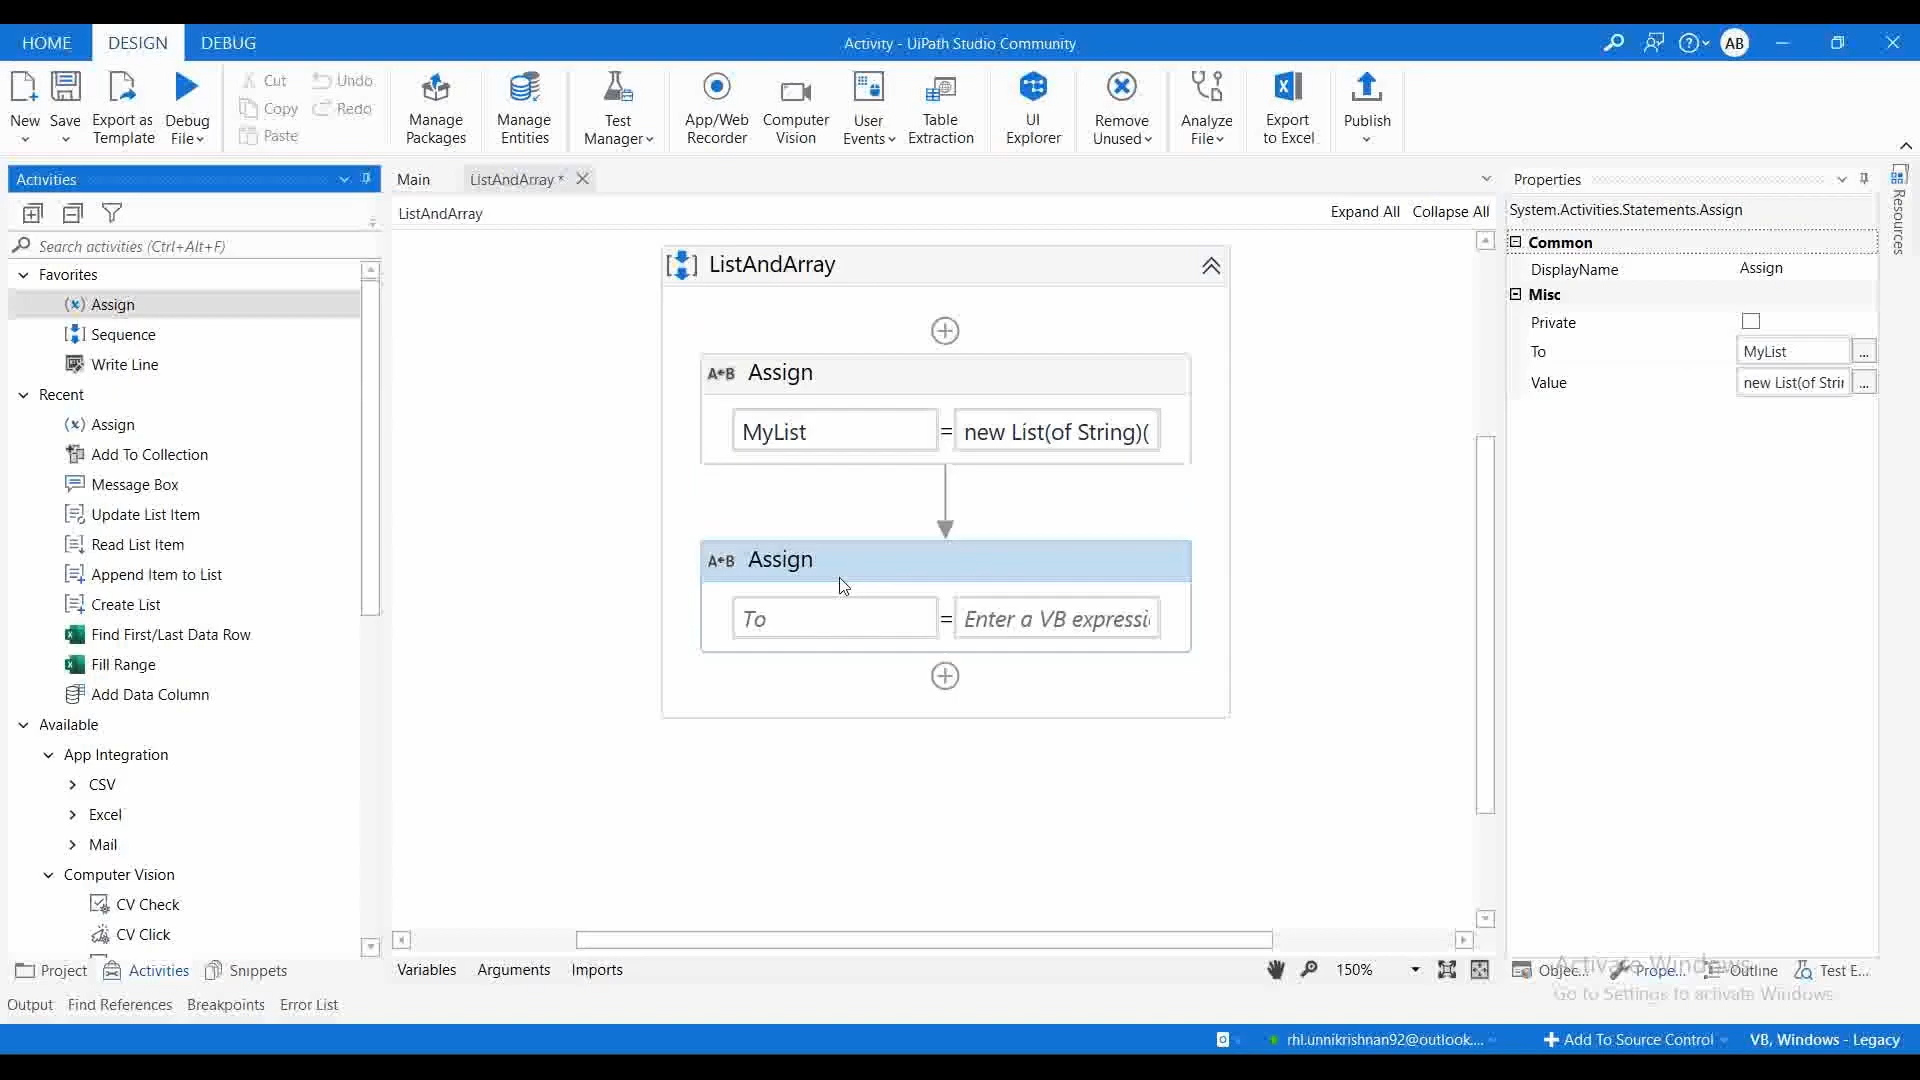 HOME DESIGN DEBUG Activity - UiPath Studio Community AB
New Save Export as Template Debug File Cut Copy Paste Undo Redo Manage Packages Manage Entities Test Manager App/Web Recorder Computer Vision User Events Table Extraction UI Explorer Remove Unused Analyze File Export to Excel Publish
Activities
Search activities (Ctrl+Alt+F)
Favorites
(x) Assign
Sequence
Write Line
Recent
(x) Assign
Add To Collection
Message Box
Update List Item
Read List Item
Append Item to List
Create List
Find First/Last Data Row
Fill Range
Add Data Column
Available
App Integration
CSV
Excel
Mail
Computer Vision
CV Check
CV Click
Project Activities Snippets
Main ListAndArray *
ListAndArray Expand All Collapse All
ListAndArray
A+B Assign
MyList = new List(of String)(
A+B Assign
To = Enter a VB expressi
Variables Arguments Imports 150%
Properties
System.Activities.Statements.Assign
Common
DisplayName Assign
Misc
Private
To MyList ...
Value new List(of Stri ...
Resources
Objec... Prope... Outline Test E...
Activate Windows
Go to Settings to activate Windows.
Output Find References Breakpoints Error List
rhl.unnikrishnan92@outlook.... Add To Source Control VB, Windows - Legacy